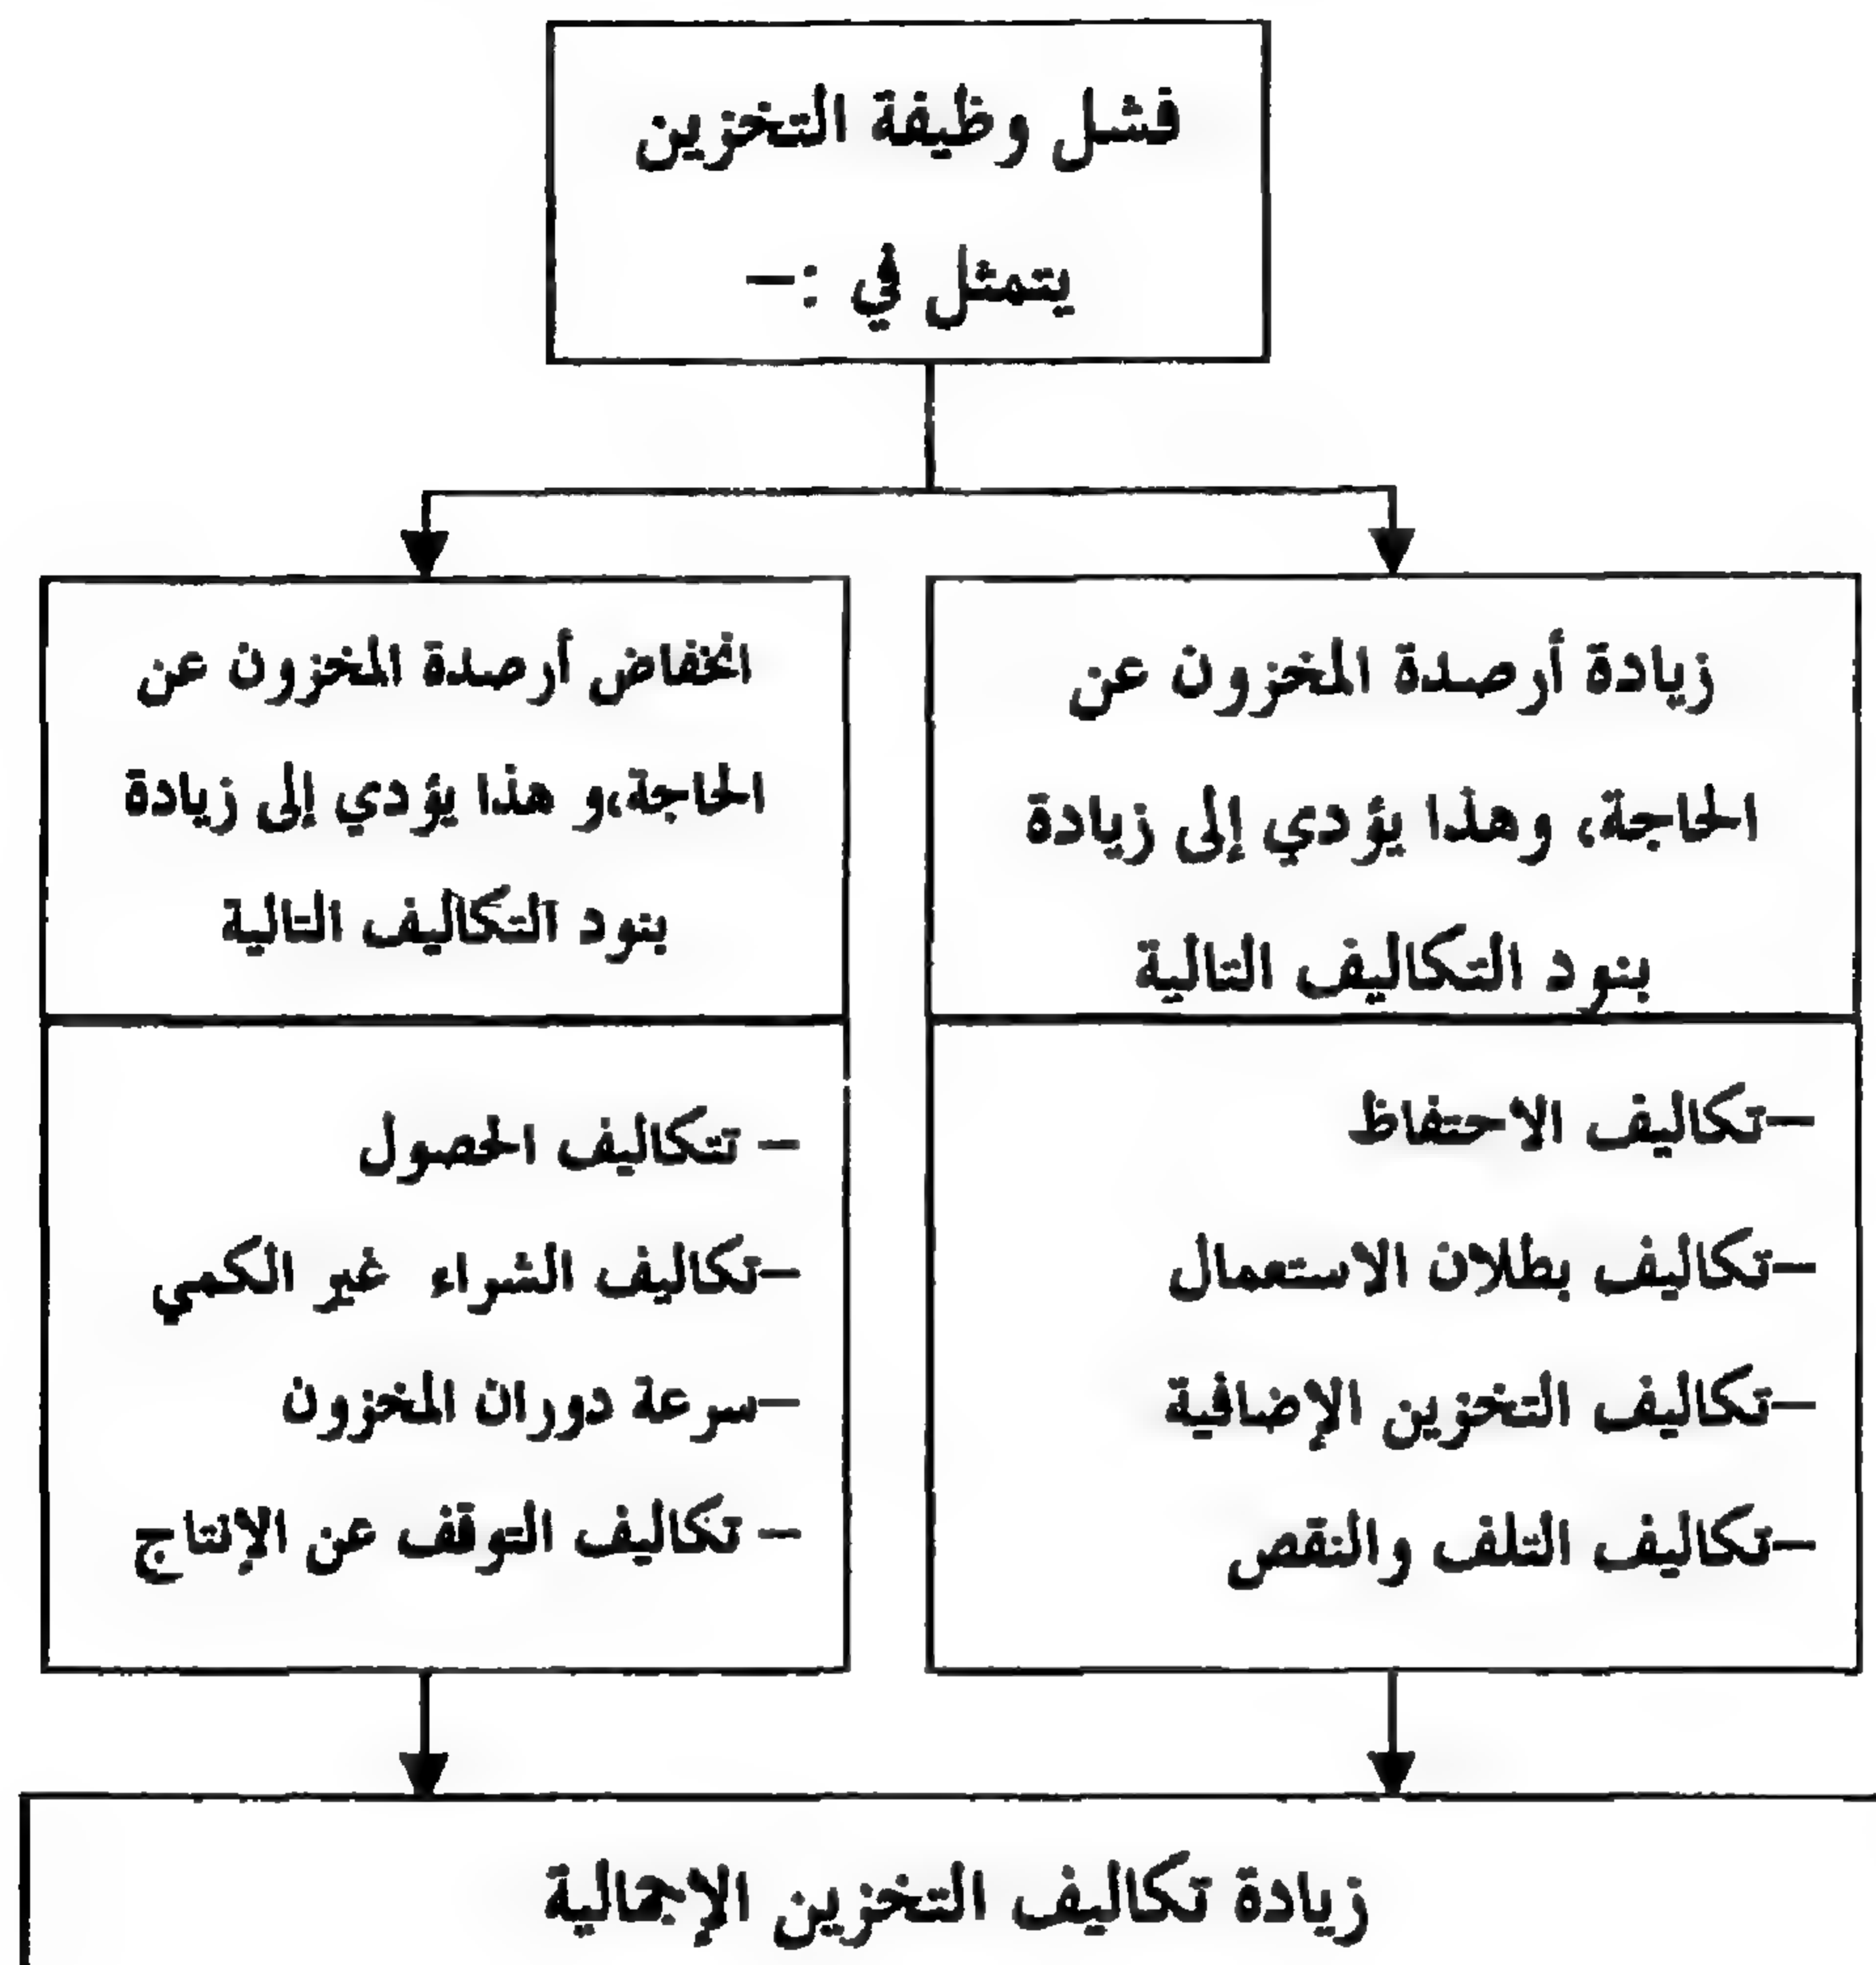 فشل وظيفة التخزين
يتمثل في :–
زيادة أرصدة المخزون عن
الحاجة، وهذا يؤدي إلى زيادة
بنود التكاليف التالية
–تكاليف الاحتفاظ
–تكاليف بطلان الاستعمال
–تكاليف التخزين الإضافية
–تكاليف التلف والنقص
انخفاض أرصدة المخزون عن
الحاجة،و هذا يؤدي إلى زيادة
بنود التكاليف التالية
– تتكاليف الحصول
–تكاليف الشراء غير الكمي
–سرعة دوران المخزون
– تكاليف التوقف عن الإنتاج
زيادة تكاليف التخزين الإجمالية